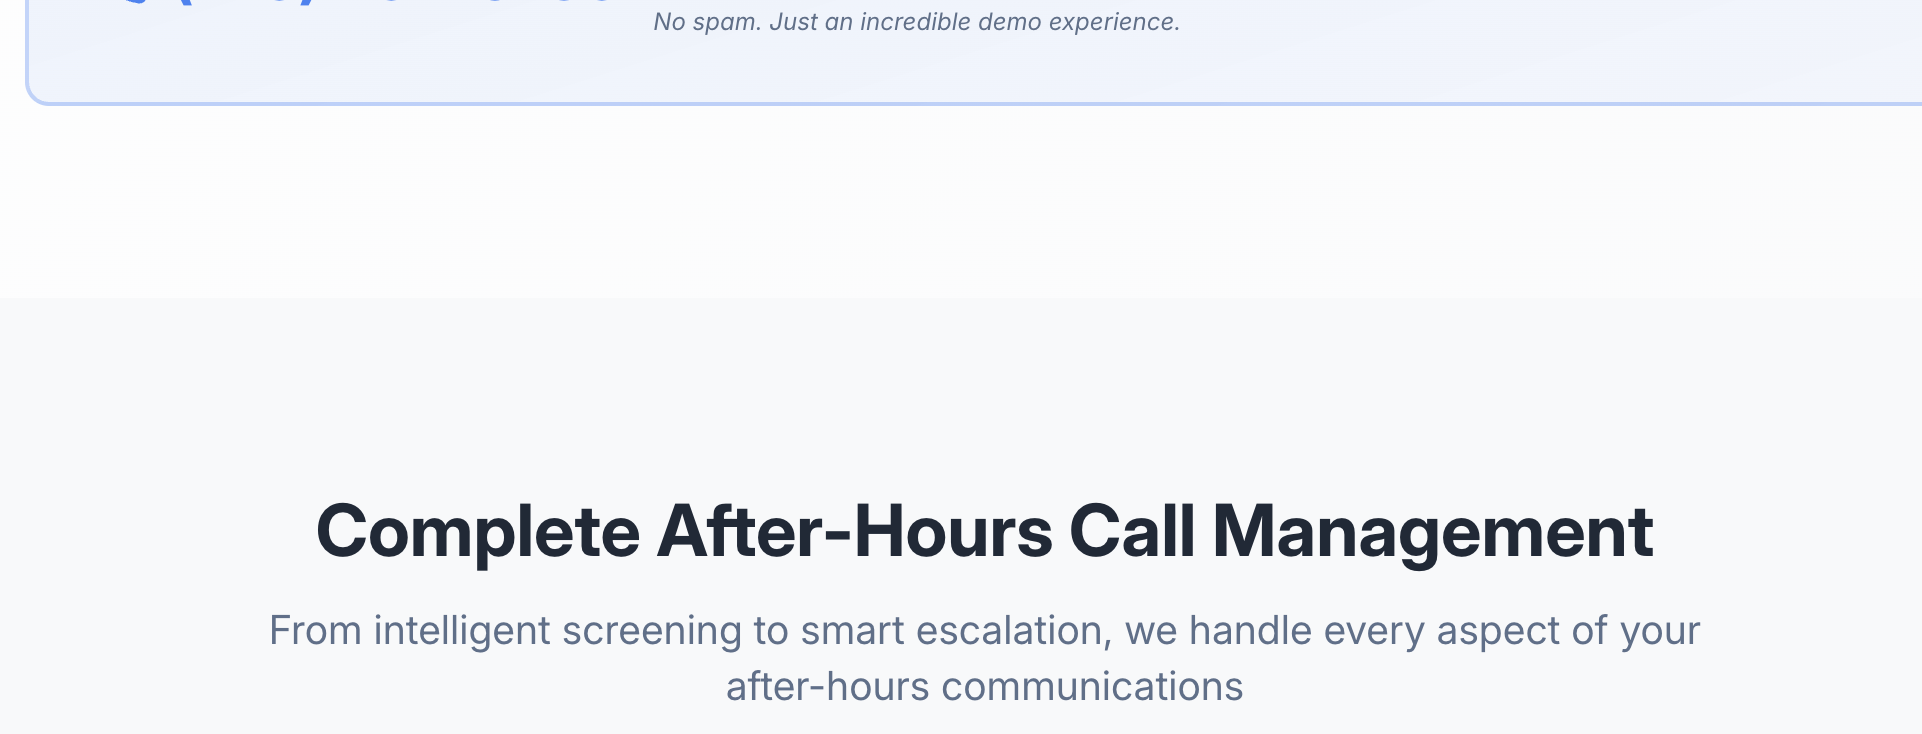 No spam. Just an incredible demo experience.
Complete After-Hours Call Management
From intelligent screening to smart escalation, we handle every aspect of your
after-hours communications